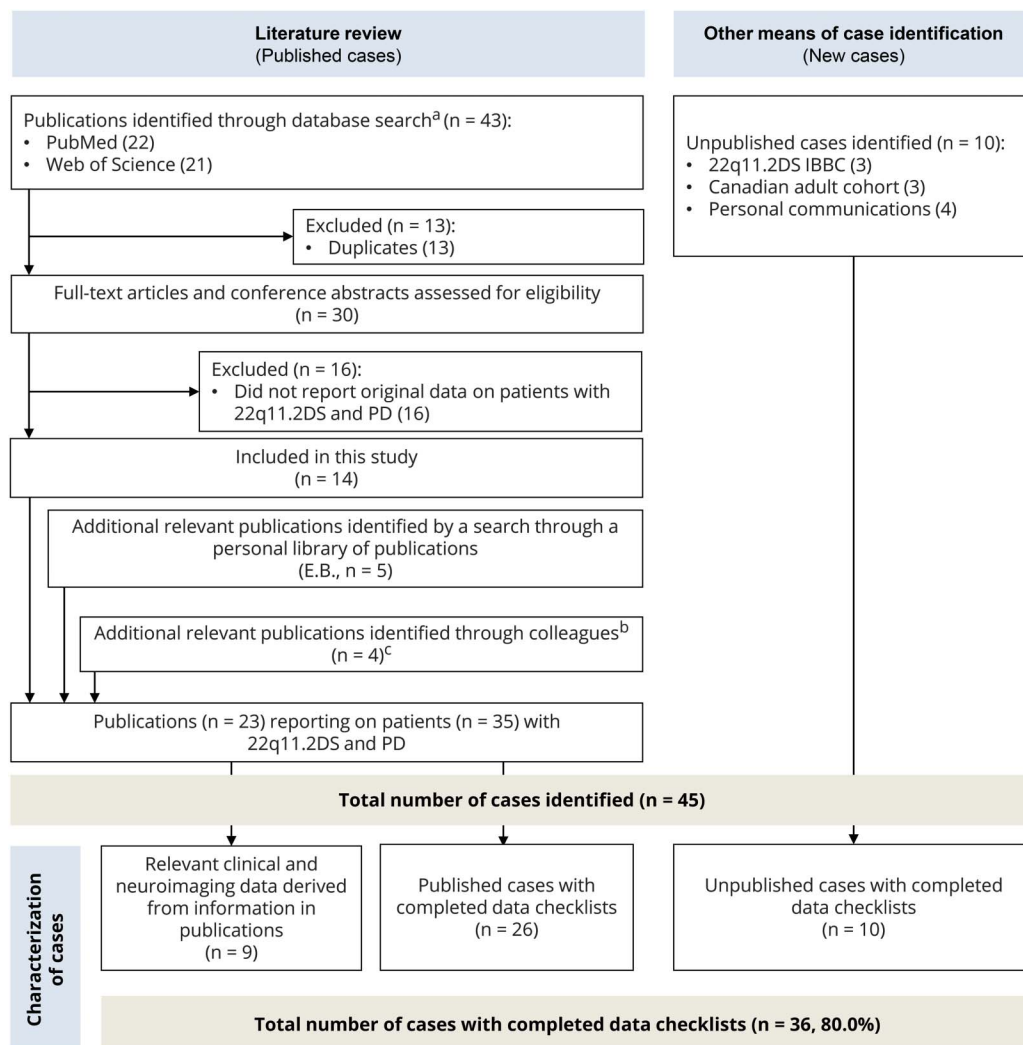 Literature review
(Published cases)
Other means of case identification
(New cases)
Publications identified through database searchᵃ (n = 43):
• PubMed (22)
• Web of Science (21)
Unpublished cases identified (n = 10):
• 22q11.2DS IBBC (3)
• Canadian adult cohort (3)
• Personal communications (4)
Excluded (n = 13):
• Duplicates (13)
Full-text articles and conference abstracts assessed for eligibility
(n = 30)
Excluded (n = 16):
• Did not report original data on patients with
22q11.2DS and PD (16)
Included in this study
(n = 14)
Additional relevant publications identified by a search through a
personal library of publications
(E.B., n = 5)
Additional relevant publications identified through colleaguesᵇ
(n = 4)ᶜ
Publications (n = 23) reporting on patients (n = 35) with
22q11.2DS and PD
Total number of cases identified (n = 45)
Characterization
of cases
Relevant clinical and
neuroimaging data derived
from information in
publications
(n = 9)
Published cases with
completed data checklists
(n = 26)
Unpublished cases with completed
data checklists
(n = 10)
Total number of cases with completed data checklists (n = 36, 80.0%)